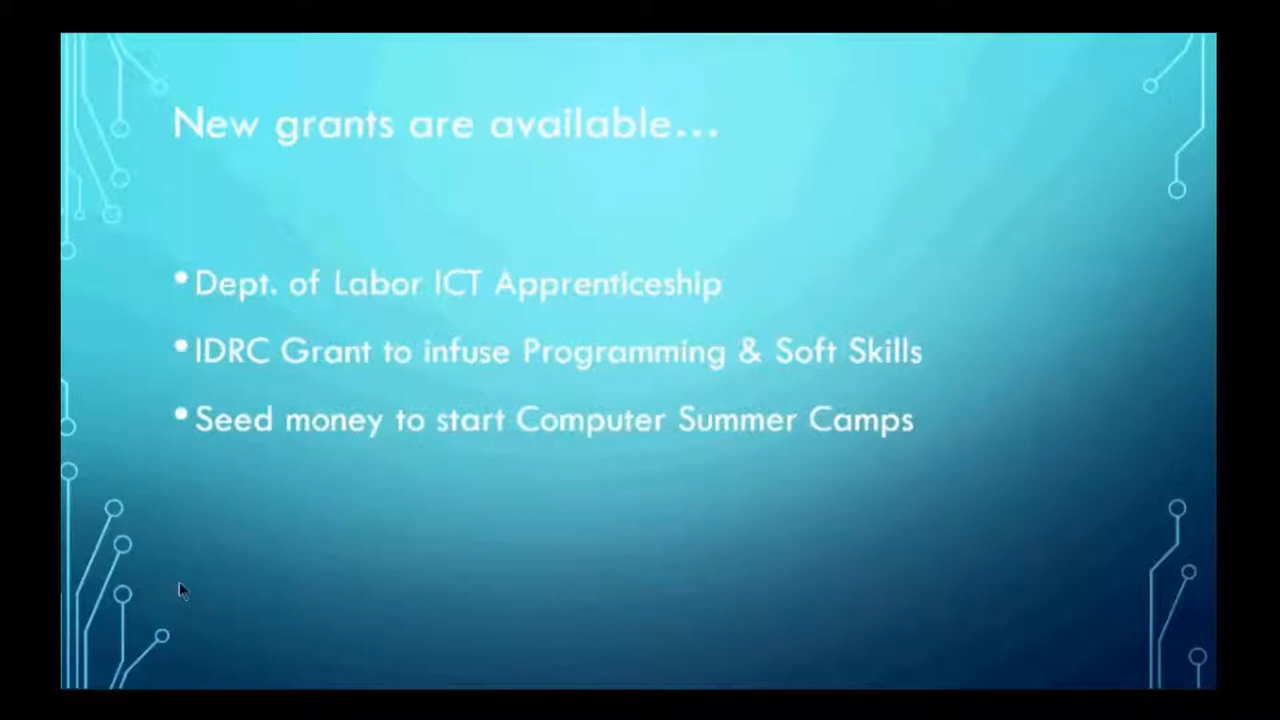 New grants are available...
• Dept. of Labor ICT Apprenticeship
• IDRC Grant to infuse Programming & Soft Skills
• Seed money to start Computer Summer Camps